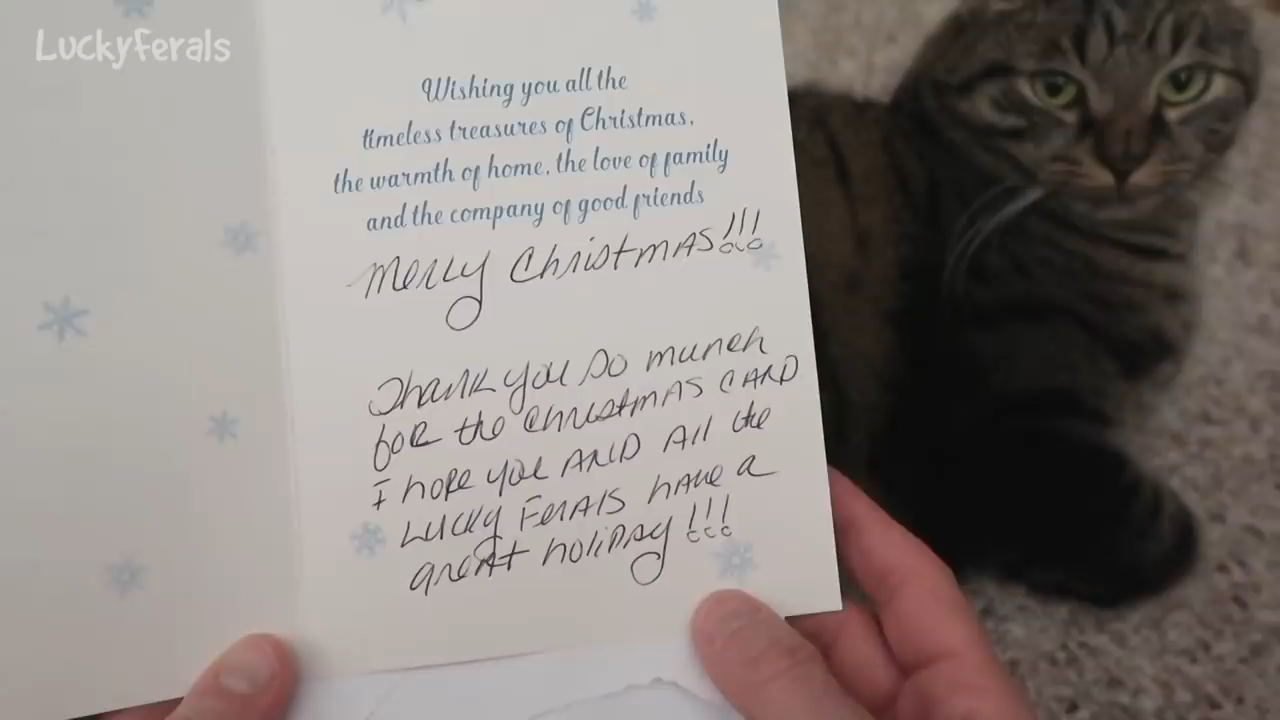 LuckyFerals
Wishing you all the
timeless treasures of Christmas,
the warmth of home, the love of family
and the company of good friends
Merry Christmas!!!
Thank you so munch
for the Christmas card
I hope you and all the
Lucky Ferals have a
great holiday!!!